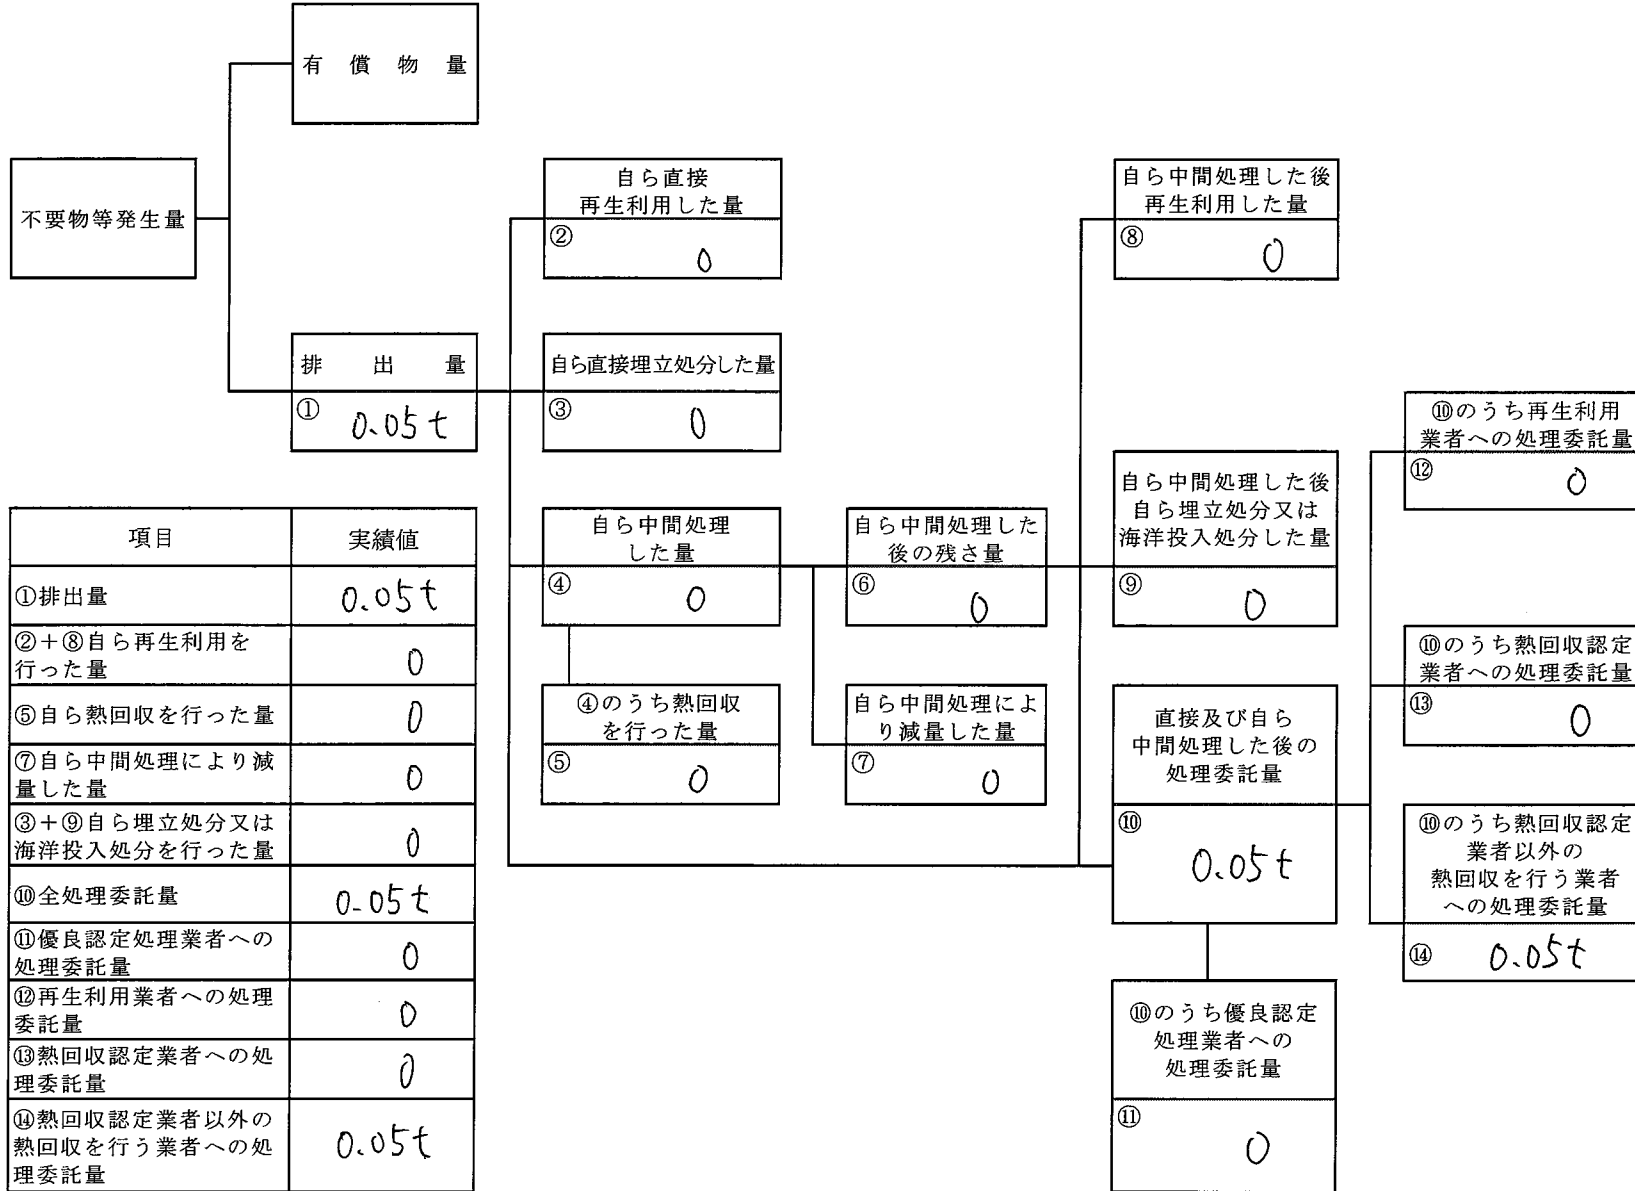 有償物量
不要物等発生量
排出量
① 0.05t
自ら直接
再生利用した量
② 0
自ら直接埋立処分した量
③ 0
自ら中間処理
した量
④ 0
④のうち熱回収
を行った量
⑤ 0
自ら中間処理した
後の残さ量
⑥ 0
自ら中間処理によ
り減量した量
⑦ 0
自ら中間処理した後
再生利用した量
⑧ 0
自ら中間処理した後
自ら埋立処分又は
海洋投入処分した量
⑨ 0
直接及び自ら
中間処理した後の
処理委託量
⑩ 0.05t
⑩のうち優良認定
処理業者への
処理委託量
⑪ 0
⑩のうち再生利用
業者への処理委託量
⑫ 0
⑩のうち熱回収認定
業者への処理委託量
⑬ 0
⑩のうち熱回収認定
業者以外の
熱回収を行う業者
への処理委託量
⑭ 0.05t
項目 実績値
①排出量 0.05t
②+⑧自ら再生利用を
行った量 0
⑤自ら熱回収を行った量 0
⑦自ら中間処理により減
量した量 0
③+⑨自ら埋立処分又は
海洋投入処分を行った量 0
⑩全処理委託量 0.05t
⑪優良認定処理業者への
処理委託量 0
⑫再生利用業者への処理
委託量 0
⑬熱回収認定業者への処
理委託量 0
⑭熱回収認定業者以外の
熱回収を行う業者への処
理委託量 0.05t